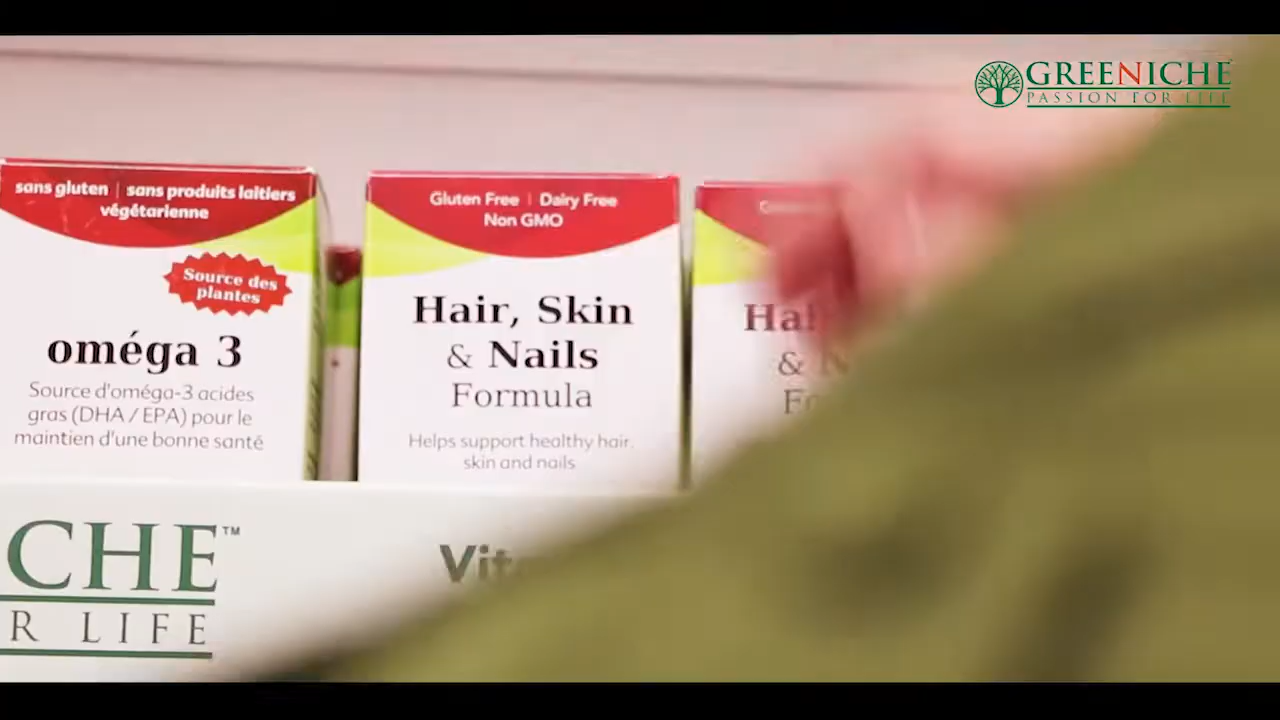 GREENICHE
PASSION FOR LIFE
sans gluten | sans produits laitiers
végétarienne
Source des
plantes
oméga 3
Source d'oméga-3 acides
gras (DHA / EPA) pour le
maintien d'une bonne santé
Gluten Free | Dairy Free
Non GMO
Hair, Skin
& Nails
Formula
Helps support healthy hair,
skin and nails
&
CHE™
R LIFE